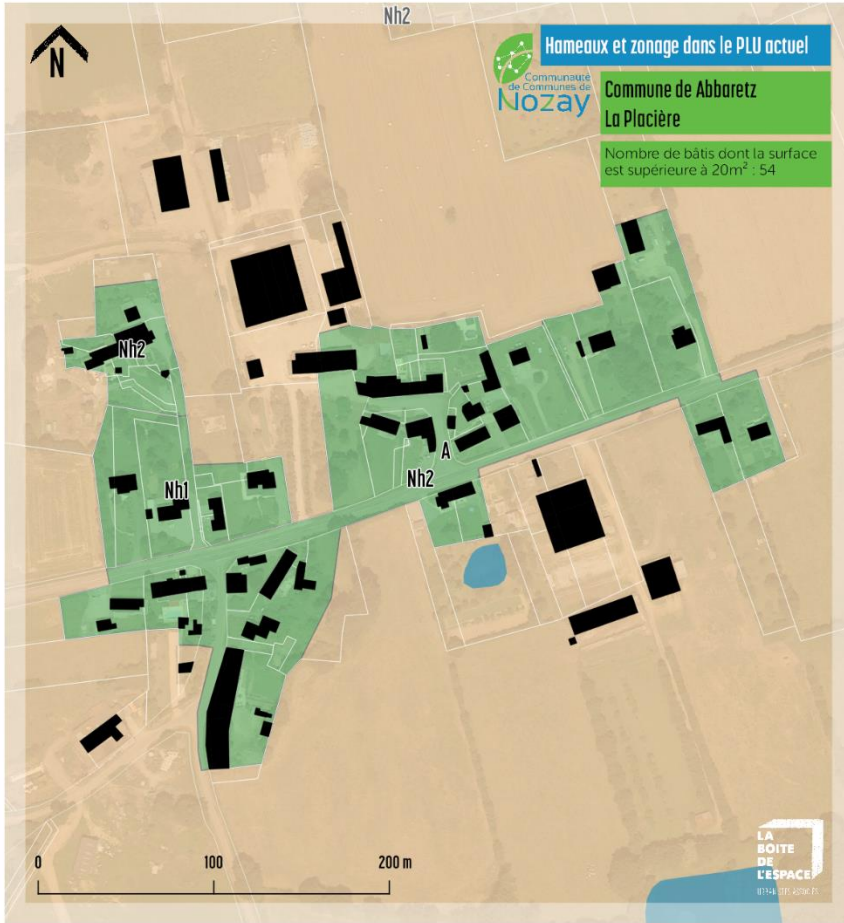 Nh2
N
Hameaux et zonage dans le PLU actuel
Communauté
de Communes de
Nozay
Commune de Abbaretz
La Placière
Nombre de bâtis dont la surface
est supérieure à 20m² : 54
Nh2
Nh1
A
Nh2
0 100 200 m
LA
BOITE
DE
L'ESPACE